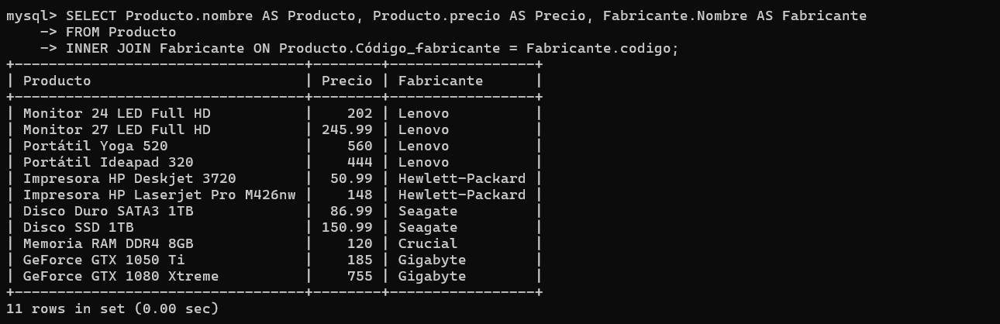 mysql> SELECT Producto.nombre AS Producto, Producto.precio AS Precio, Fabricante.Nombre AS Fabricante
    -> FROM Producto
    -> INNER JOIN Fabricante ON Producto.Código_fabricante = Fabricante.codigo;
+----------------------------------+--------+-----------------+
| Producto                         | Precio | Fabricante      |
+----------------------------------+--------+-----------------+
| Monitor 24 LED Full HD           |    202 | Lenovo          |
| Monitor 27 LED Full HD           | 245.99 | Lenovo          |
| Portátil Yoga 520                |    560 | Lenovo          |
| Portátil Ideapad 320             |    444 | Lenovo          |
| Impresora HP Deskjet 3720        |  50.99 | Hewlett-Packard |
| Impresora HP Laserjet Pro M426nw |    148 | Hewlett-Packard |
| Disco Duro SATA3 1TB             |  86.99 | Seagate         |
| Disco SSD 1TB                    | 150.99 | Seagate         |
| Memoria RAM DDR4 8GB             |    120 | Crucial         |
| GeForce GTX 1050 Ti              |    185 | Gigabyte        |
| GeForce GTX 1080 Xtreme          |    755 | Gigabyte        |
+----------------------------------+--------+-----------------+
11 rows in set (0.00 sec)